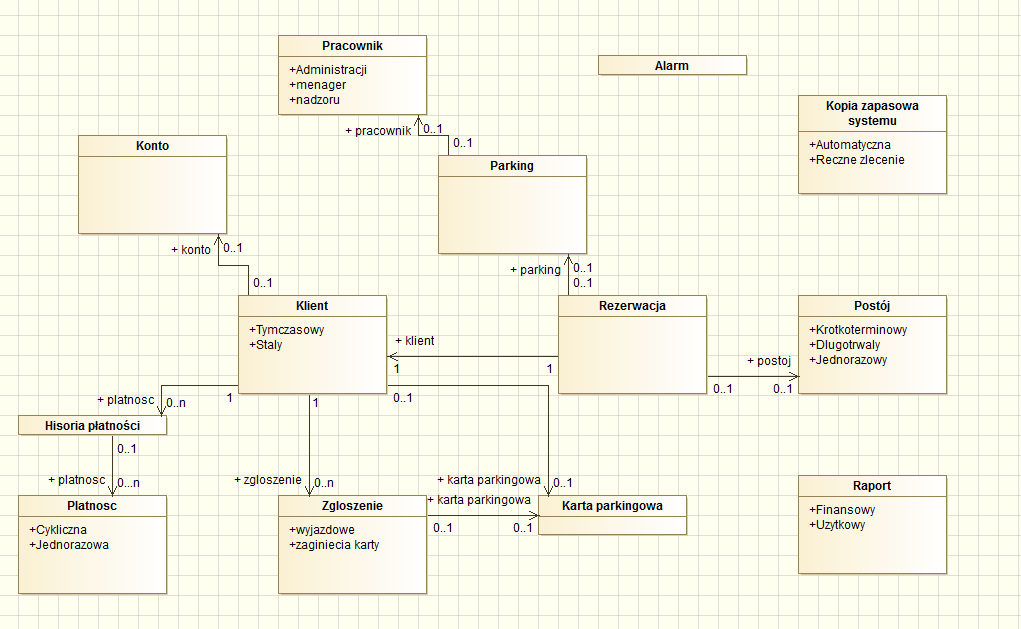 Pracownik
+Administracji
+menager
+nadzoru
Alarm
Kopia zapasowa
systemu
+Automatyczna
+Reczne zlecenie
+ pracownik
0..1
0..1
Konto
Parking
+ konto
0..1
0..1
+ parking
0..1
0..1
Klient
+Tymczasowy
+Staly
Rezerwacja
Postój
+Krotkoterminowy
+Dlugotrwaly
+Jednorazowy
+ klient
1
1
+ postoj
0..1
0..1
+ platnosc
0..n
1
1
0..1
Hisoria płatności
0..1
+ platnosc
0...n
+ zgloszenie
0..n
+ karta parkingowa
0..1
Platnosc
+Cykliczna
+Jednorazowa
Zgloszenie
+wyjazdowe
+zaginiecia karty
+ karta parkingowa
0..1
0..1
Karta parkingowa
Raport
+Finansowy
+Uzytkowy